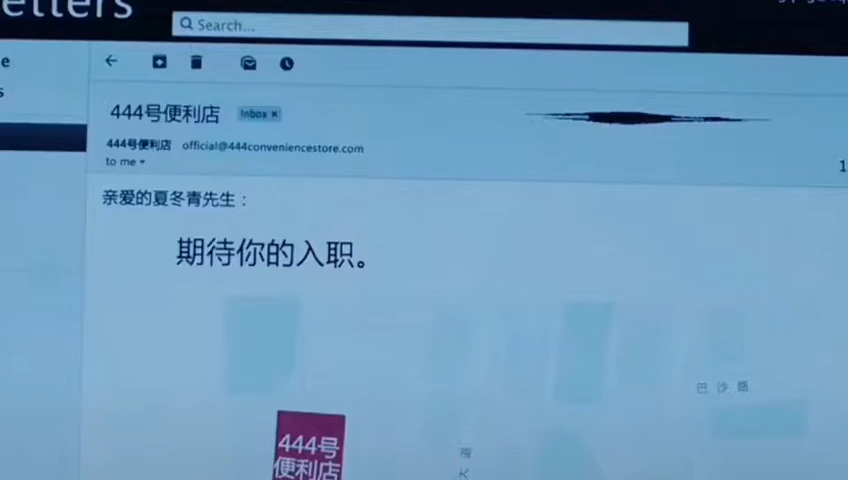 etters
Search...
e
s
444号便利店 Inbox ×
444号便利店 official@444conveniencestore.com
to me
1
亲爱的夏冬青先生：
期待你的入职。
巴沙路
444号
便利店